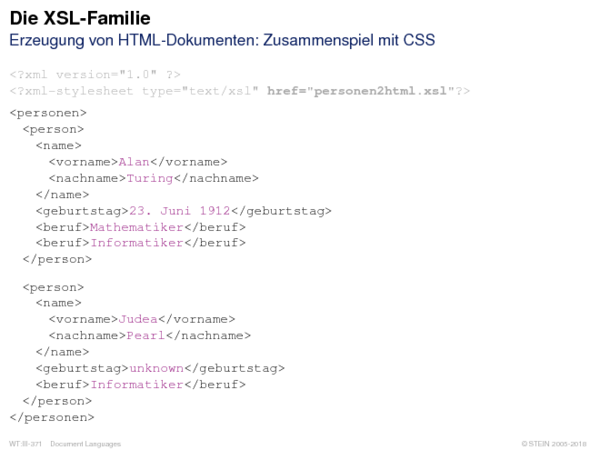 Die XSL-Familie
Erzeugung von HTML-Dokumenten: Zusammenspiel mit CSS
<?xml version="1.0" ?>
<?xml-stylesheet type="text/xsl" href="personen2html.xsl"?>
<personen>
<person>
<name>
<vorname>Alan</vorname>
<nachname>Turing</nachname>
</name>
<geburtstag>23. Juni 1912</geburtstag>
<beruf>Mathematiker</beruf>
<beruf>Informatiker</beruf>
</person>
<person>
<name>
<vorname>Judea</vorname>
<nachname>Pearl</nachname>
</name>
<geburtstag>unknown</geburtstag>
<beruf>Informatiker</beruf>
</person>
</personen>
WT:III-371 Document Languages
© STEIN 2005-2018